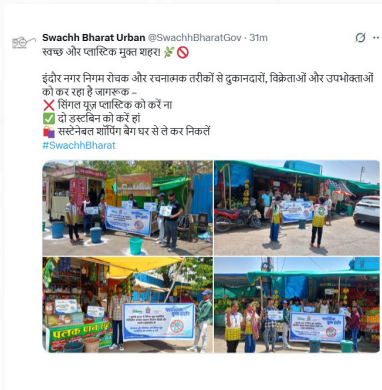 Swachh Bharat Urban @SwachhBharatGov · 31m
स्वच्छ और प्लास्टिक मुक्त शहर! 🌿🚫
इंदौर नगर निगम रोचक और रचनात्मक तरीकों से दुकानदारों, विक्रेताओं और उपभोक्ताओं
को कर रहा है जागरूक –
❌ सिंगल यूज़ प्लास्टिक को करें ना
✅ दो डस्टबिन को करें हां
🛍️ सस्टेनेबल शॉपिंग बैग घर से ले कर निकलें
#SwachhBharat